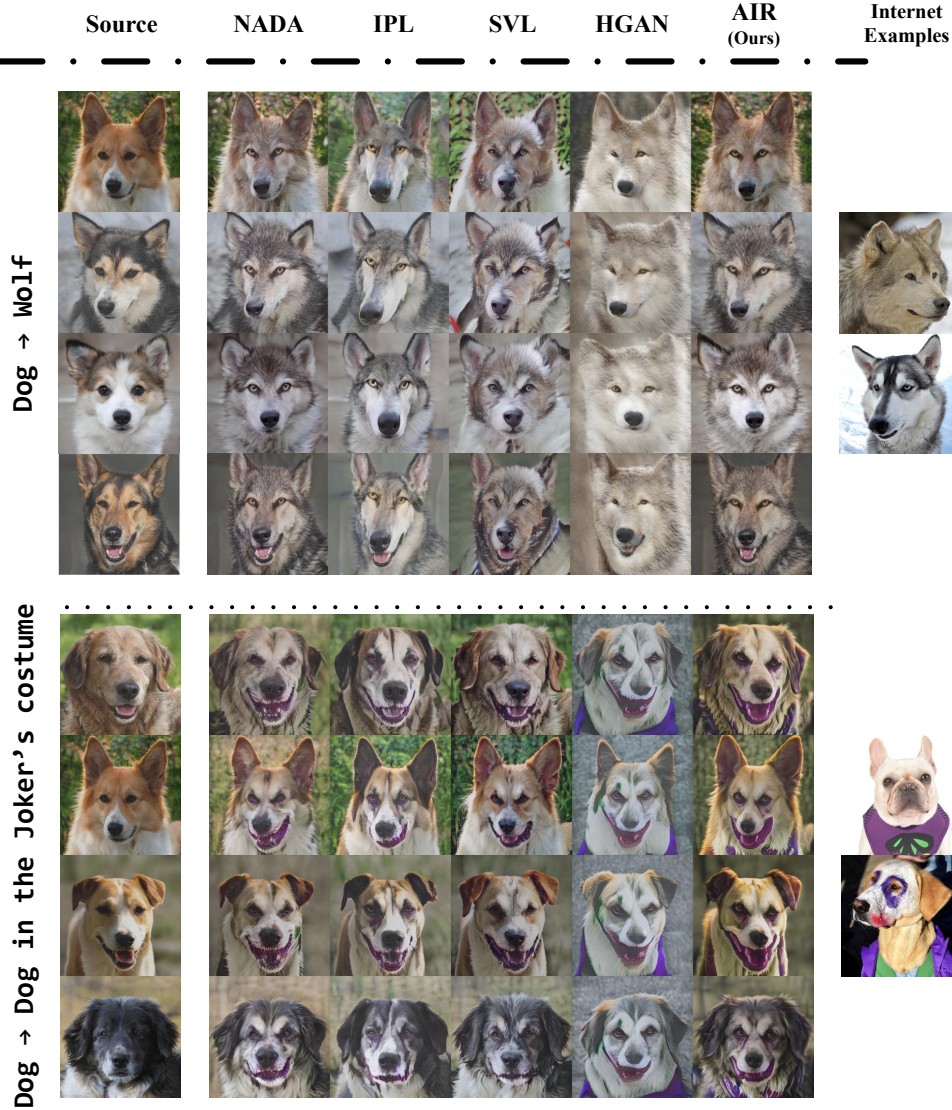 Source NADA IPL SVL HGAN AIR (Ours) Internet Examples
Dog → Wolf
Dog → Dog in the Joker's costume